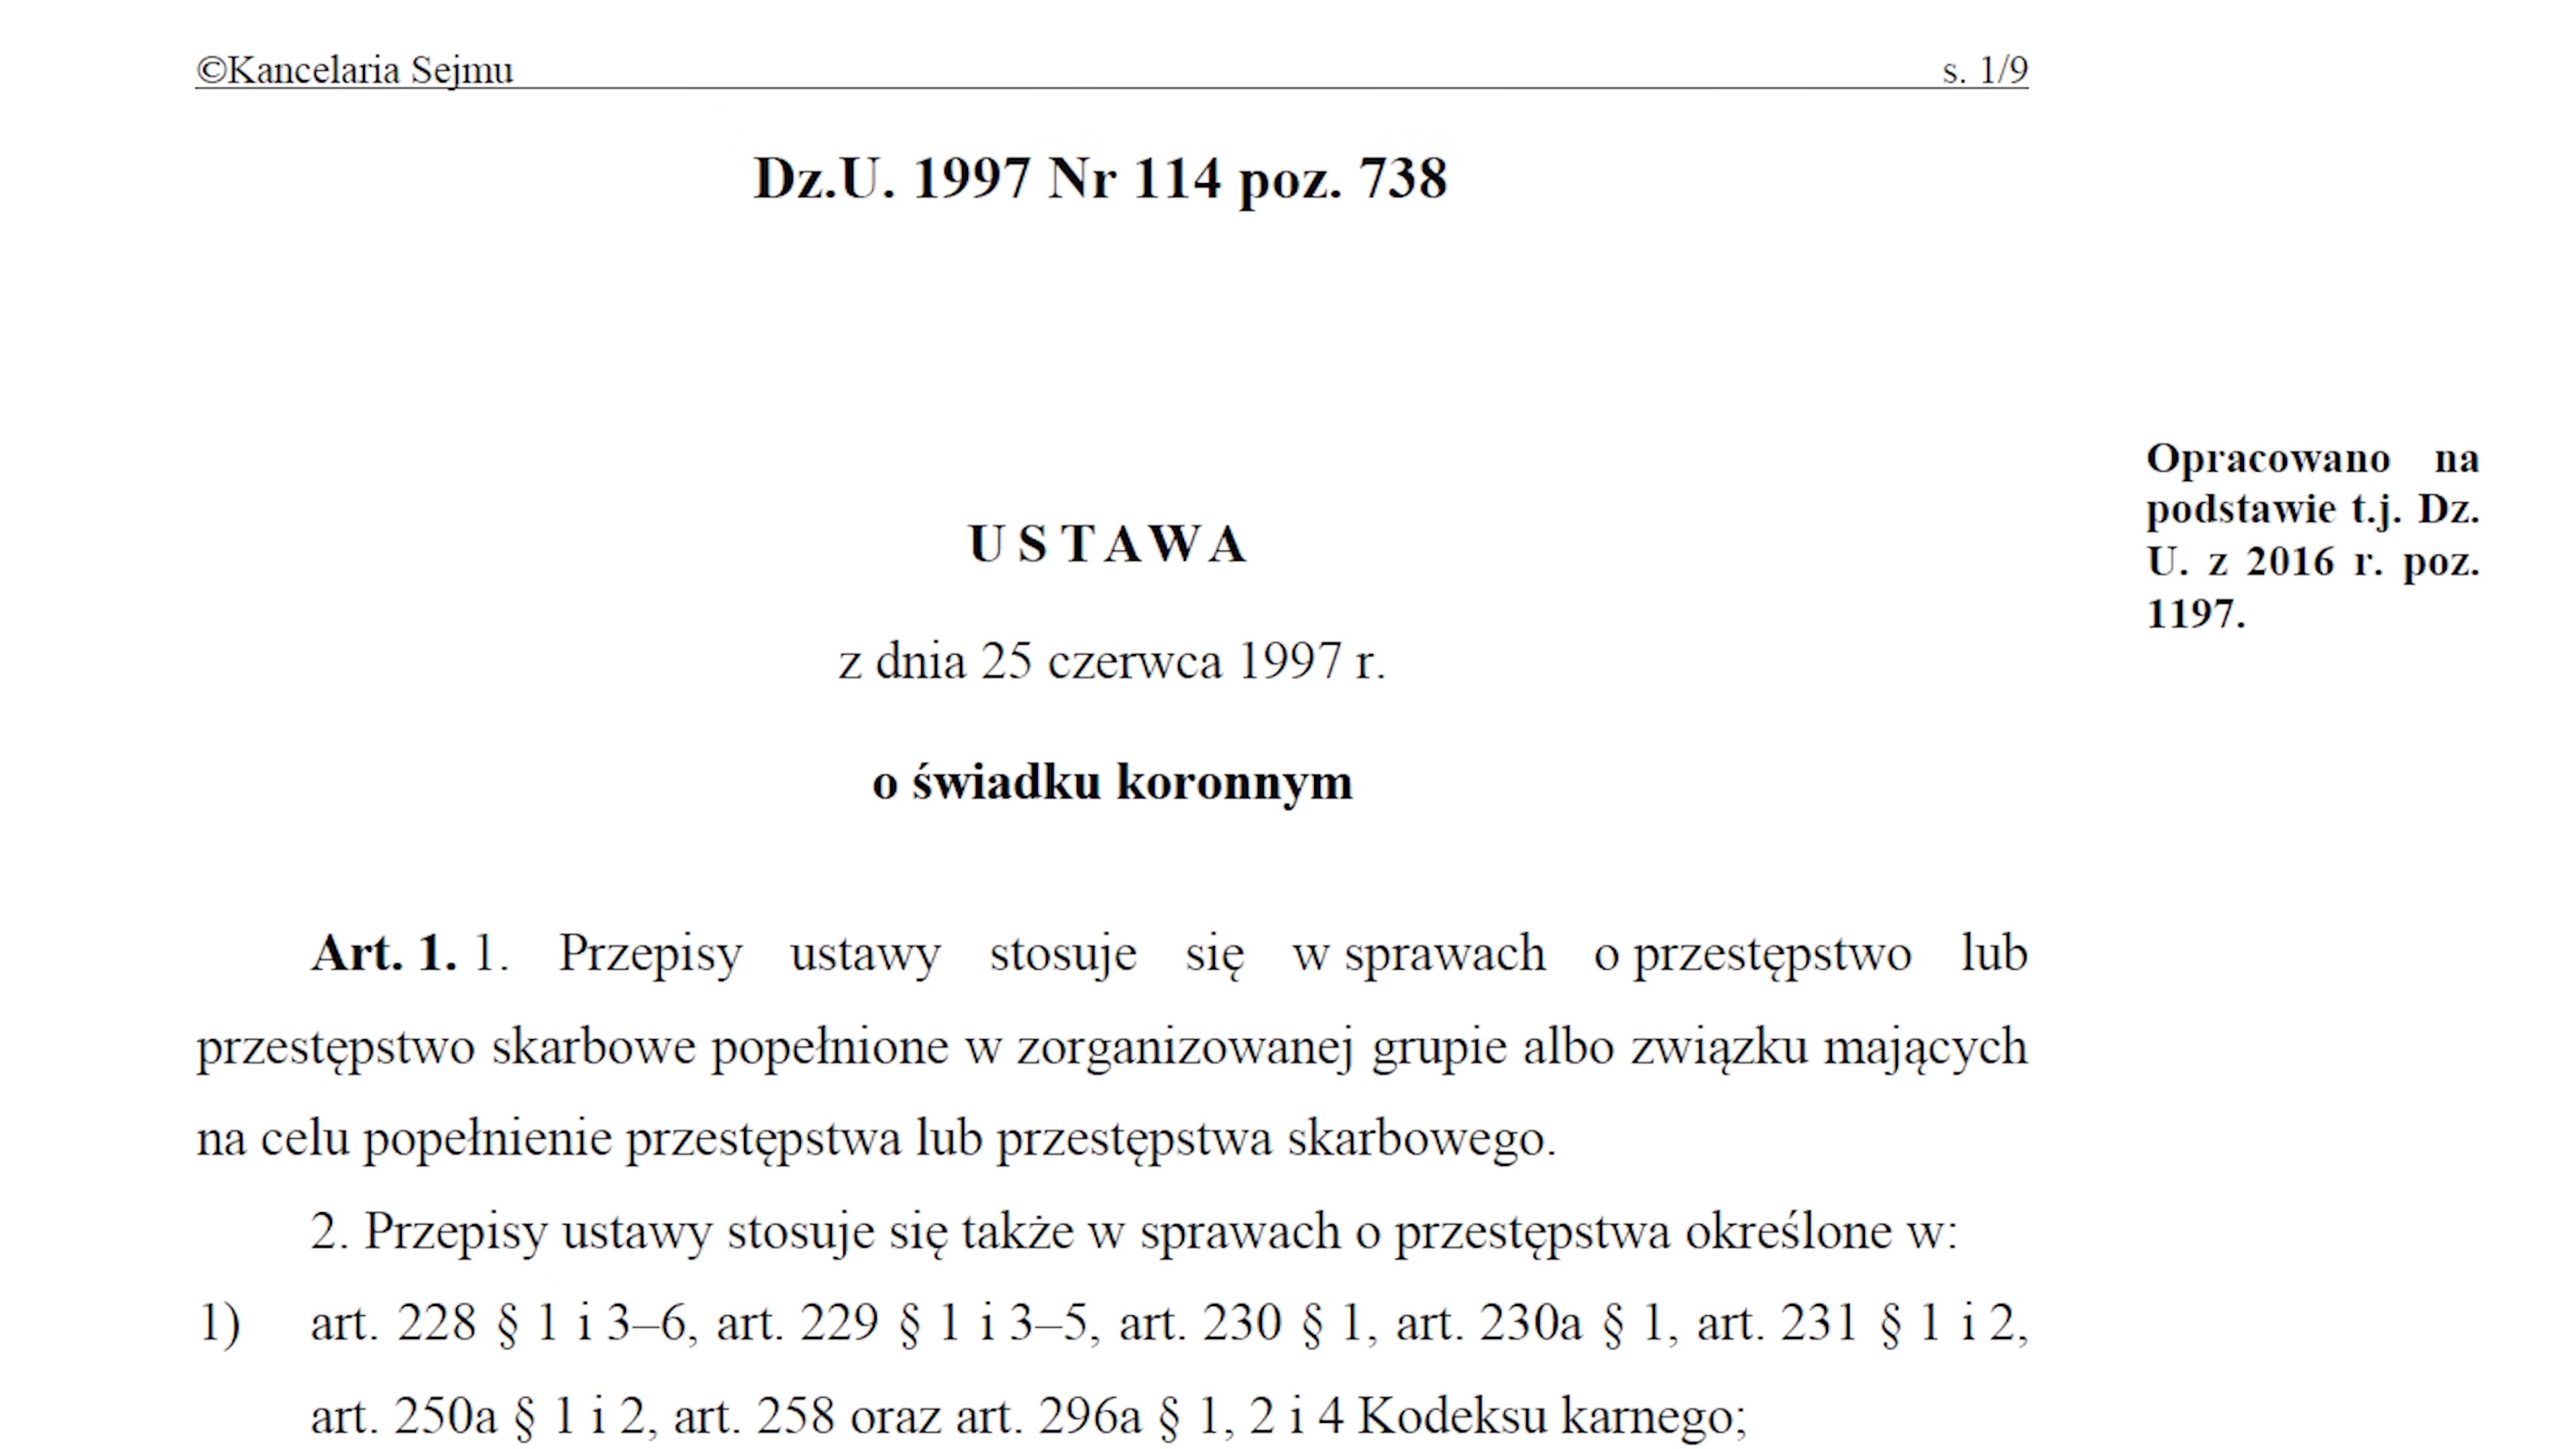 ©Kancelaria Sejmu s. 1/9
Dz.U. 1997 Nr 114 poz. 738
Opracowano na
podstawie t.j. Dz.
U. z 2016 r. poz.
1197.
USTAWA
z dnia 25 czerwca 1997 r.
o świadku koronnym
Art. 1. 1. Przepisy ustawy stosuje się w sprawach o przestępstwo lub
przestępstwo skarbowe popełnione w zorganizowanej grupie albo związku mających
na celu popełnienie przestępstwa lub przestępstwa skarbowego.
2. Przepisy ustawy stosuje się także w sprawach o przestępstwa określone w:
1) art. 228 § 1 i 3–6, art. 229 § 1 i 3–5, art. 230 § 1, art. 230a § 1, art. 231 § 1 i 2,
art. 250a § 1 i 2, art. 258 oraz art. 296a § 1, 2 i 4 Kodeksu karnego;